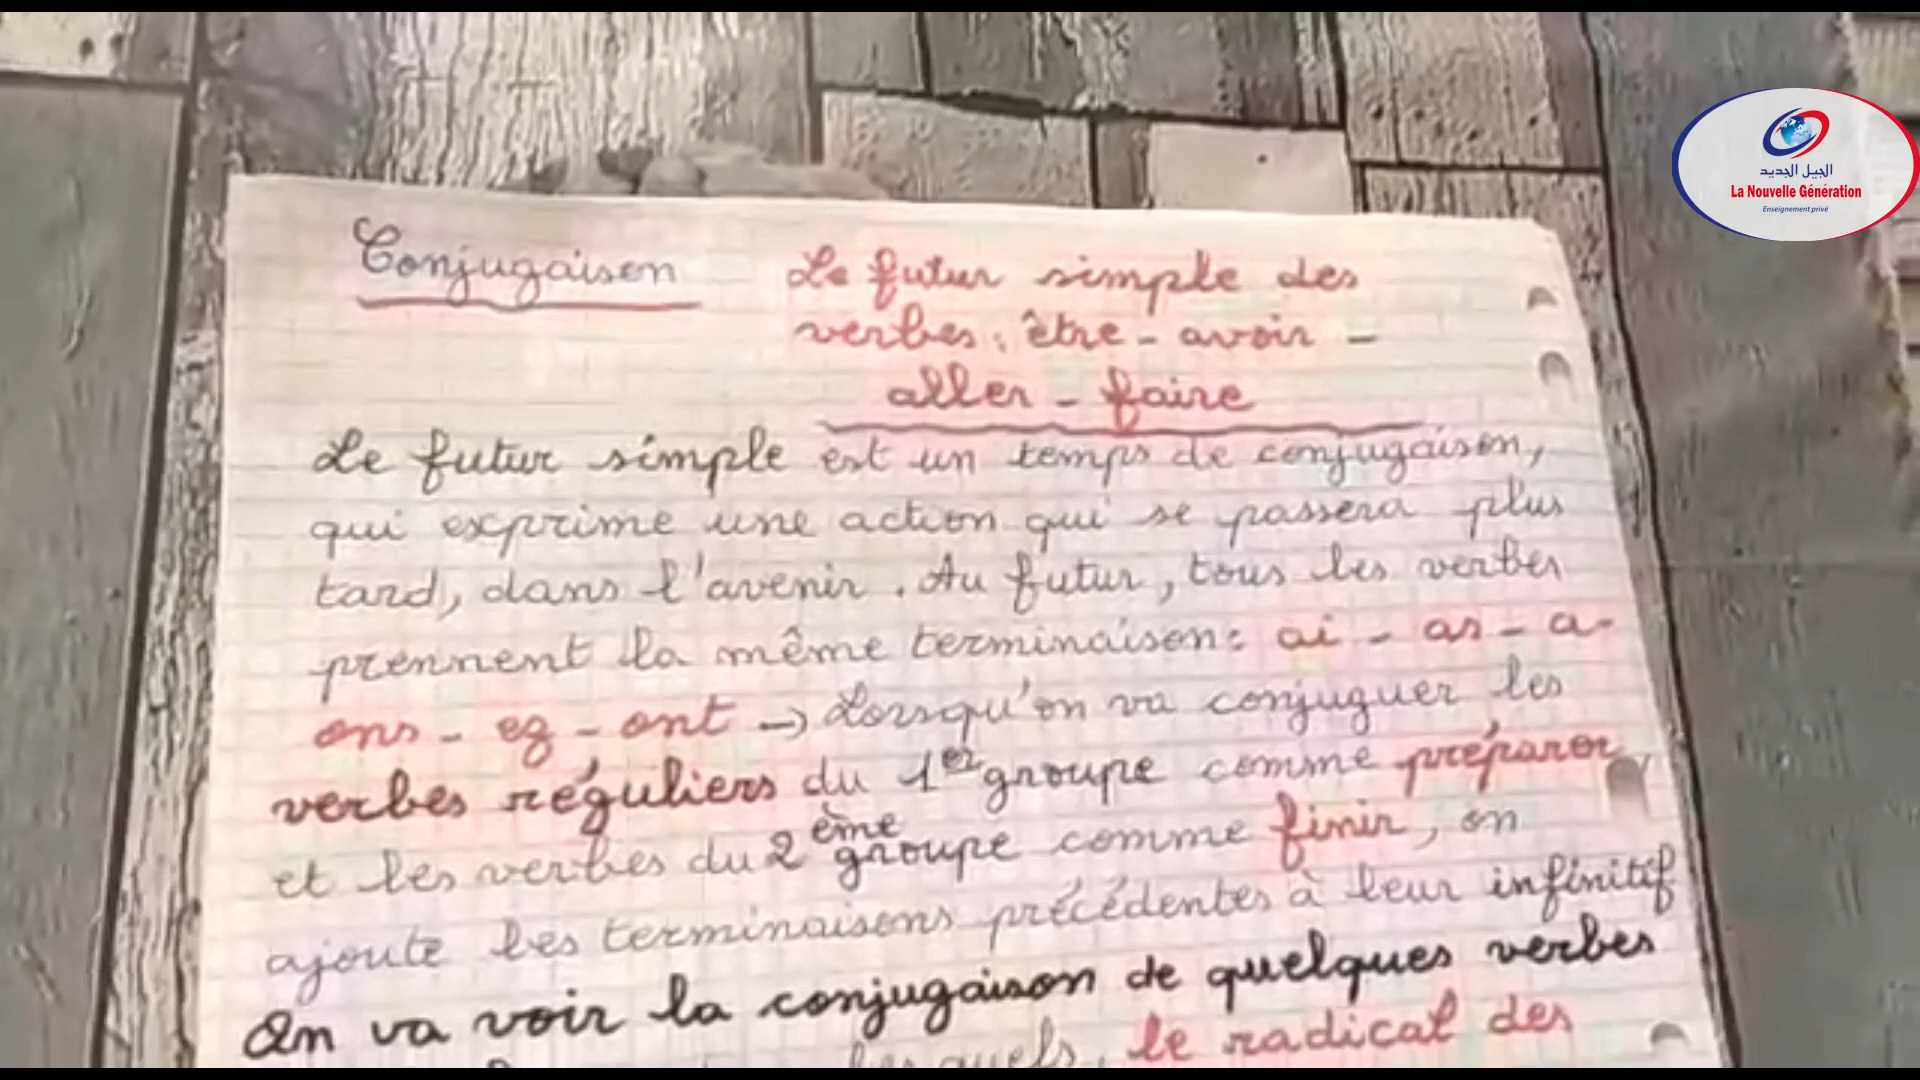 الجيل الجديد
La Nouvelle Génération
Enseignement privé
Conjugaison
Le futur simple des
verbes : être - avoir -
aller - faire
Le futur simple est un temps de conjugaison,
qui exprime une action qui se passera plus
tard, dans l'avenir. Au futur, tous les verbes
prennent la même terminaison : ai - as - a -
ons - ez - ont → Lorsqu'on va conjuguer les
verbes réguliers du 1er groupe comme préparer,
et les verbes du 2ème groupe comme finir, on
ajoute les terminaisons précédentes à leur infinitif
On va voir la conjugaison de quelques verbes
les quels, le radical des